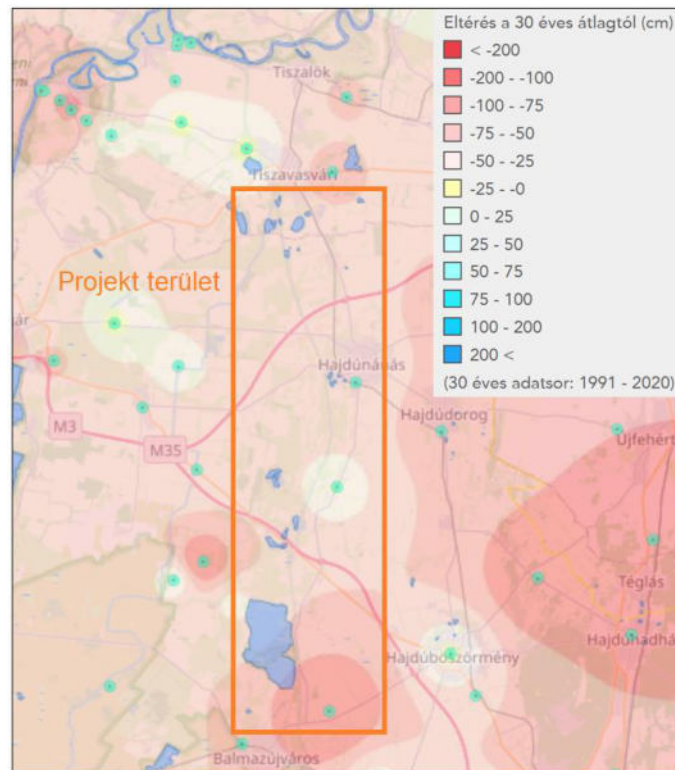 Eltérés a 30 éves átlagtól (cm)
< -200
-200 - -100
-100 - -75
-75 - -50
-50 - -25
-25 - -0
0 - 25
25 - 50
50 - 75
75 - 100
100 - 200
200 <
(30 éves adatsor: 1991 - 2020)
Tiszalök
Tiszavasvári
Projekt terület
Hajdúnánás
Hajdúdorog
Újfehért
M3
M35
Téglás
Hajdúhadhá
Hajdúböszörmény
Balmazújváros